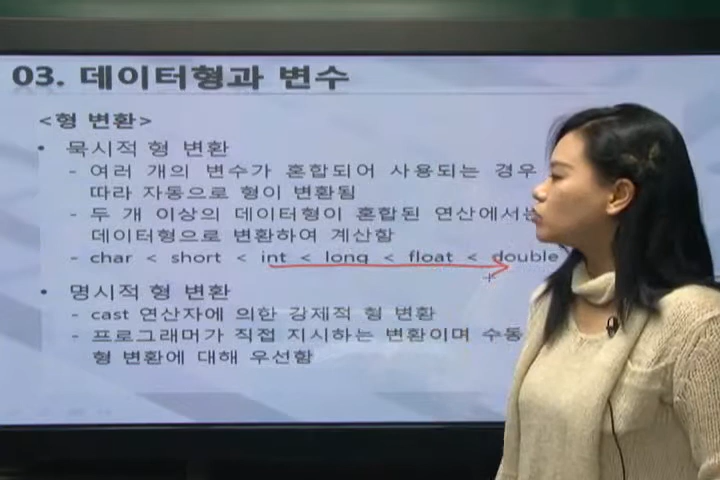 03. 데이터형과 변수
<형 변환>
• 묵시적 형 변환
- 여러 개의 변수가 혼합되어 사용되는 경우
따라 자동으로 형이 변환됨
- 두 개 이상의 데이터형이 혼합된 연산에서는
데이터형으로 변환하여 계산함
- char < short < int < long < float < double
• 명시적 형 변환
- cast 연산자에 의한 강제적 형 변환
- 프로그래머가 직접 지시하는 변환이며 수동
형 변환에 대해 우선함